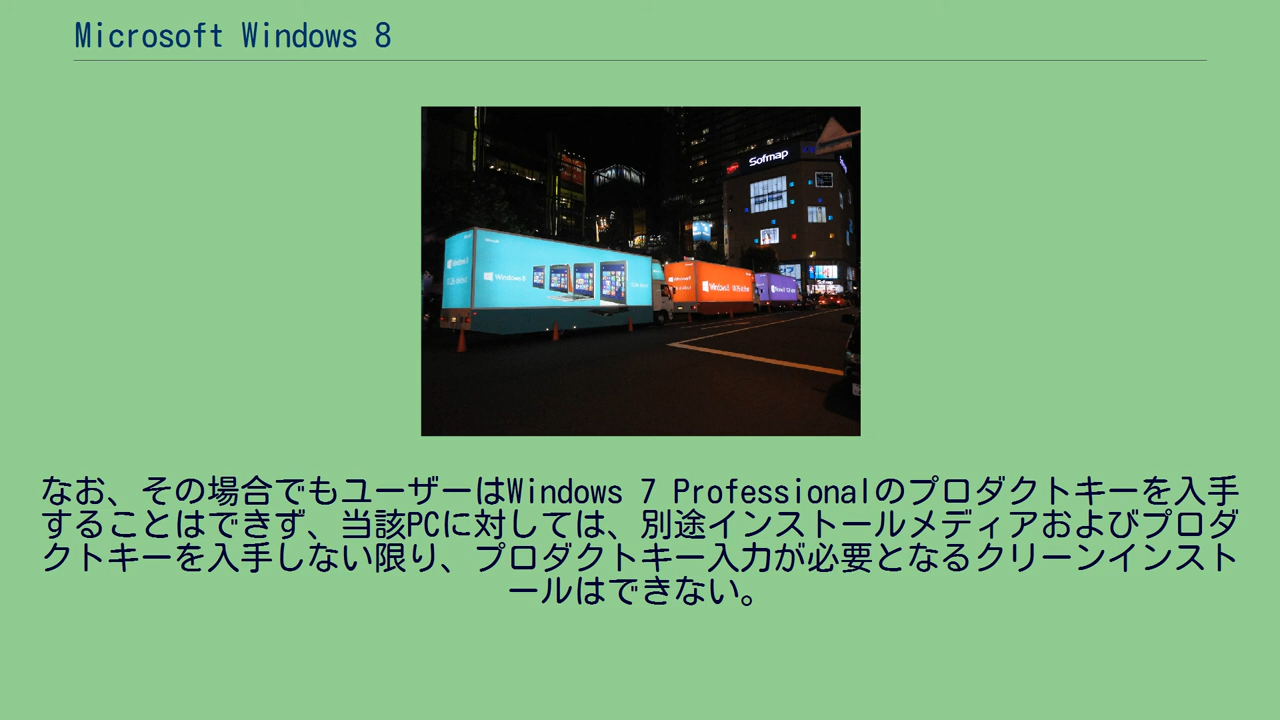 Microsoft Windows 8
Sofmap
Windows 8
Windows 8
なお、その場合でもユーザーはWindows 7 Professionalのプロダクトキーを入手
することはできず、当該PCに対しては、別途インストールメディアおよびプロダ
クトキーを入手しない限り、プロダクトキー入力が必要となるクリーンインスト
ールはできない。